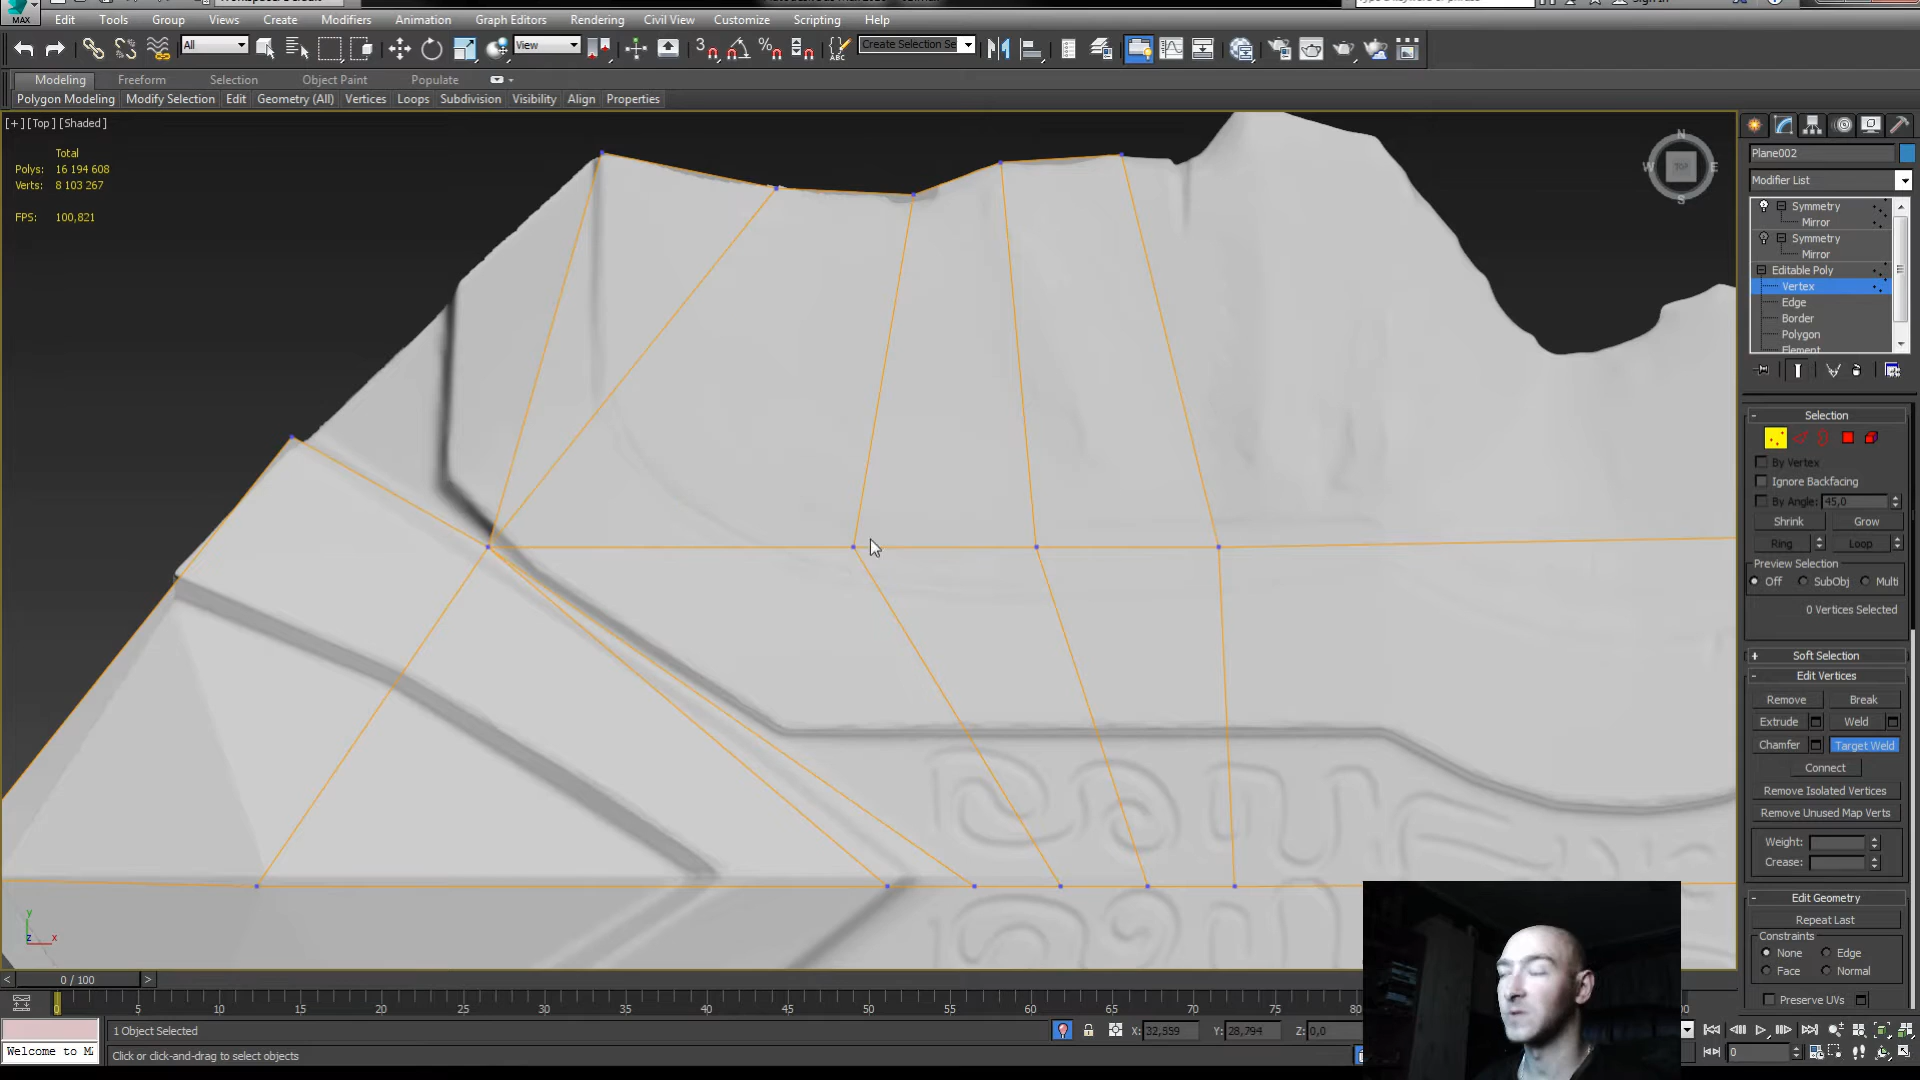 MAX
Edit Tools Group Views Create Modifiers Animation Graph Editors Rendering Civil View Customize Scripting Help
All View Create Selection Se
ABC
Modeling Freeform Selection Object Paint Populate
Polygon Modeling Modify Selection Edit Geometry (All) Vertices Loops Subdivision Visibility Align Properties
[+] [Top] [Shaded]
Total
Polys: 16 194 608
Verts: 8 103 267
FPS: 100,821
N
W TOP E
S
Plane002
Modifier List
Symmetry
Mirror
Symmetry
Mirror
Editable Poly
Vertex
Edge
Border
Polygon
Element
- Selection
By Vertex
Ignore Backfacing
By Angle: 45,0
Shrink Grow
Ring Loop
Preview Selection
Off SubObj Multi
0 Vertices Selected
+ Soft Selection
- Edit Vertices
Remove Break
Extrude Weld
Chamfer Target Weld
Connect
Remove Isolated Vertices
Remove Unused Map Verts
Weight:
Crease:
- Edit Geometry
Repeat Last
Constraints
None Edge
Face Normal
Preserve UVs
y
z x
< 0 / 100 >
0 5 10 15 20 25 30 35 40 45 50 55 60 65 70 75
1 Object Selected X: 32,559 Y: 28,794 Z: 0,0
Welcome to M
Click or click-and-drag to select objects
0